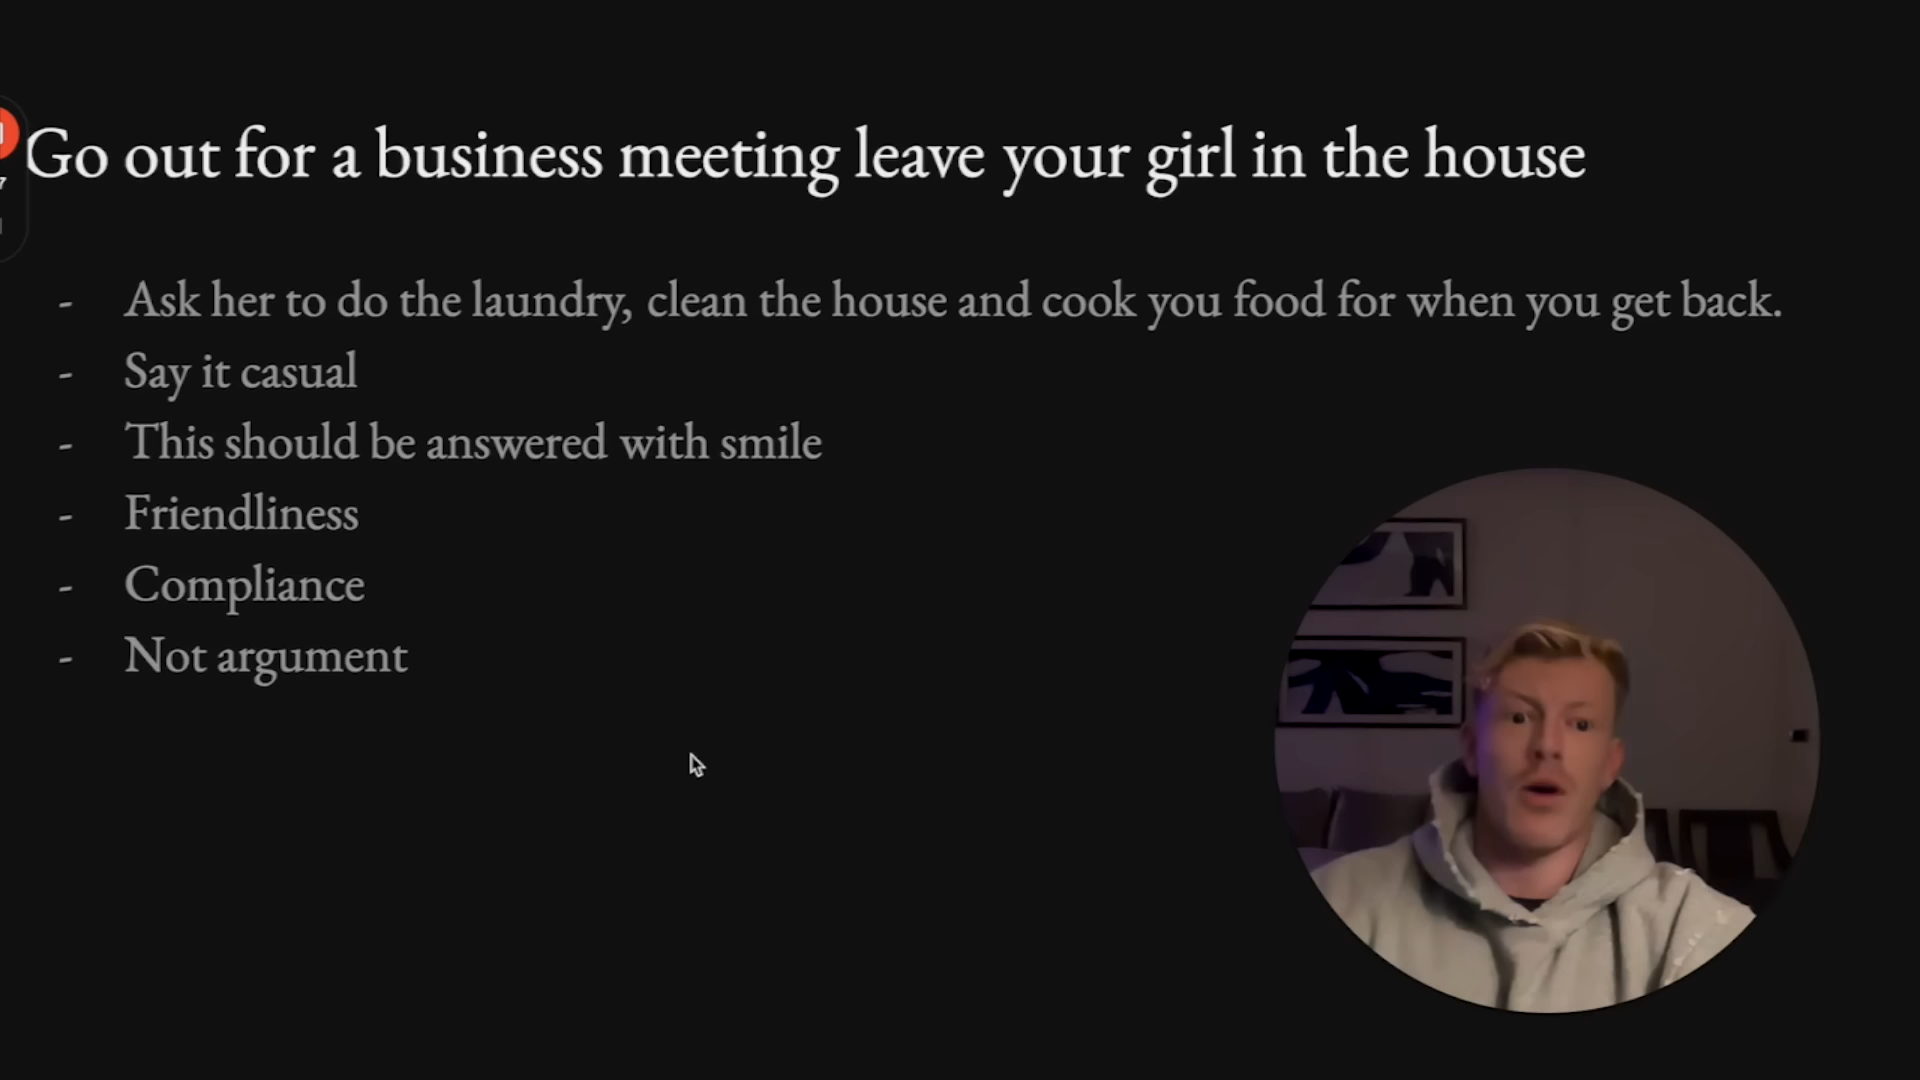 Go out for a business meeting leave your girl in the house
- Ask her to do the laundry, clean the house and cook you food for when you get back.
- Say it casual
- This should be answered with smile
- Friendliness
- Compliance
- Not argument